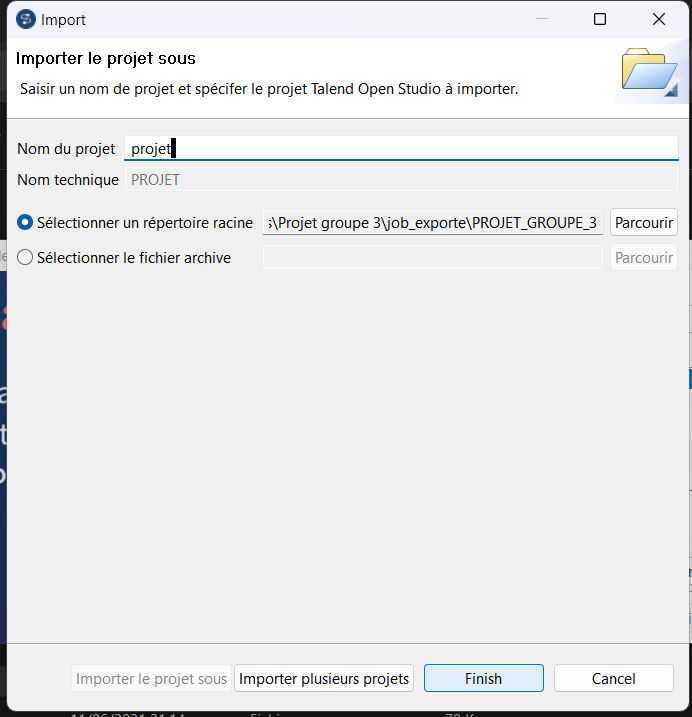 Import
Importer le projet sous
Saisir un nom de projet et spécifer le projet Talend Open Studio à importer.
Nom du projet projet
Nom technique PROJET
Sélectionner un répertoire racine s\Projet groupe 3\job_exporte\PROJET_GROUPE_3 Parcourir
Sélectionner le fichier archive Parcourir
Importer le projet sous Importer plusieurs projets Finish Cancel